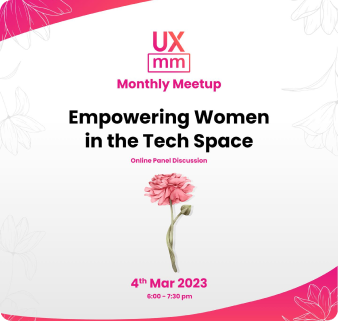 UX
mm
Monthly Meetup
Empowering Women
in the Tech Space
Online Panel Discussion
4th Mar 2023
6:00 - 7:30 pm